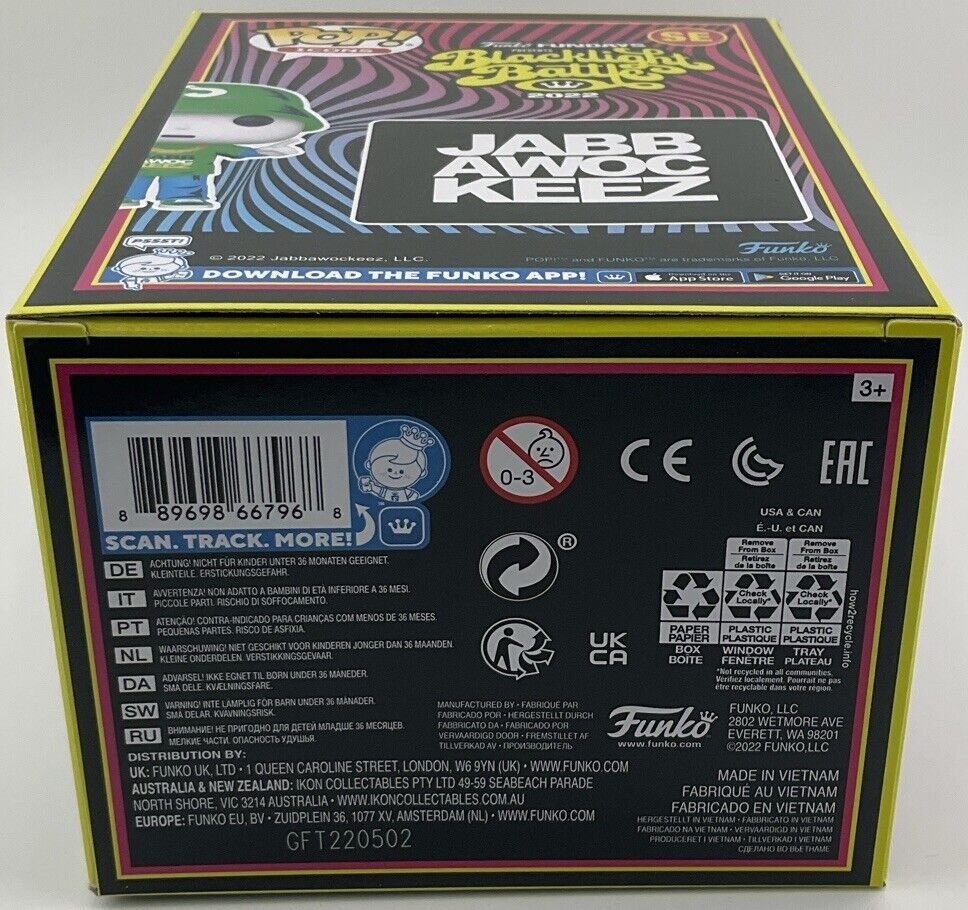 POP!
ICONS
Funko FUNDAYS
PRESENTS
Blacklight
Battle
2022
SE
JABB
AWOC
KEEZ
PSSST!
© 2022 Jabbawockeez, LLC.
POP!™ and FUNKO™ are trademarks of Funko, LLC
Funko
DOWNLOAD THE FUNKO APP!
Download on the
App Store
GET IT ON
Google Play
3+
8 89698 66796 8
SCAN. TRACK. MORE!
0-3
CE
EAC
USA & CAN
É.-U. et CAN
Remove
From Box
Retirez
de la boîte
Remove
From Box
Retirez
de la boîte
Check
Locally*
Check
Locally*
PAPER
PAPIER
PLASTIC
PLASTIQUE
PLASTIC
PLASTIQUE
BOX
BOÎTE
WINDOW
FENÊTRE
TRAY
PLATEAU
how2recycle.info
*Not recycled in all communities.
Vérifiez localement. Pourrait ne pas
être recyclable dans votre région.
®
UK
CA
DE ACHTUNG! NICHT FÜR KINDER UNTER 36 MONATEN GEEIGNET.
KLEINTEILE. ERSTICKUNGSGEFAHR.
IT AVVERTENZA! NON ADATTO A BAMBINI DI ETÀ INFERIORE A 36 MESI.
PICCOLE PARTI. RISCHIO DI SOFFOCAMENTO.
PT ATENÇÃO! CONTRA-INDICADO PARA CRIANÇAS COM MENOS DE 36 MESES.
PEQUENAS PARTES. RISCO DE ASFIXIA.
NL WAARSCHUWING! NIET GESCHIKT VOOR KINDEREN JONGER DAN 36 MAANDEN.
KLEINE ONDERDELEN. VERSTIKKINGSGEVAAR.
DA ADVARSEL! IKKE EGNET TIL BØRN UNDER 36 MÅNEDER.
SMÅ DELE. KVÆLNINGSFARE.
SW VARNING! INTE LÄMPLIG FÖR BARN UNDER 36 MÅNADER.
SMÅ DELAR. KVÄVNINGSRISK.
RU ВНИМАНИЕ! НЕ ПРИГОДНО ДЛЯ ДЕТЕЙ МЛАДШЕ 36 МЕСЯЦЕВ.
МЕЛКИЕ ЧАСТИ. ОПАСНОСТЬ УДУШЬЯ.
MANUFACTURED BY • FABRIQUÉ PAR
FABRICADO POR • HERGESTELLT DURCH
FABBRICATO DA • FABRICADO POR
VERVAARDIGD DOOR • FREMSTILLET AF
TILLVERKAD AV • ПРОИЗВОДИТЕЛЬ
Funko
www.funko.com
FUNKO, LLC
2802 WETMORE AVE
EVERETT, WA 98201
©2022 FUNKO,LLC
DISTRIBUTION BY:
UK: FUNKO UK, LTD • 1 QUEEN CAROLINE STREET, LONDON, W6 9YN (UK) • WWW.FUNKO.COM
AUSTRALIA & NEW ZEALAND: IKON COLLECTABLES PTY LTD 49-59 SEABEACH PARADE
NORTH SHORE, VIC 3214 AUSTRALIA • WWW.IKONCOLLECTABLES.COM.AU
EUROPE: FUNKO EU, BV • ZUIDPLEIN 36, 1077 XV, AMSTERDAM (NL) • WWW.FUNKO.COM
GFT220502
MADE IN VIETNAM
FABRIQUÉ AU VIETNAM
FABRICADO EN VIETNAM
HERGESTELLT IN VIETNAM • FABBRICATO IN VIETNAM
FABRICADO NA VIETNAM • VERVAARDIGD IN VIETNAM
PRODUCERET I VIETNAM • TILLVERKAD I VIETNAM
СДЕЛАНО ВО ВЬЕТНАМЕ